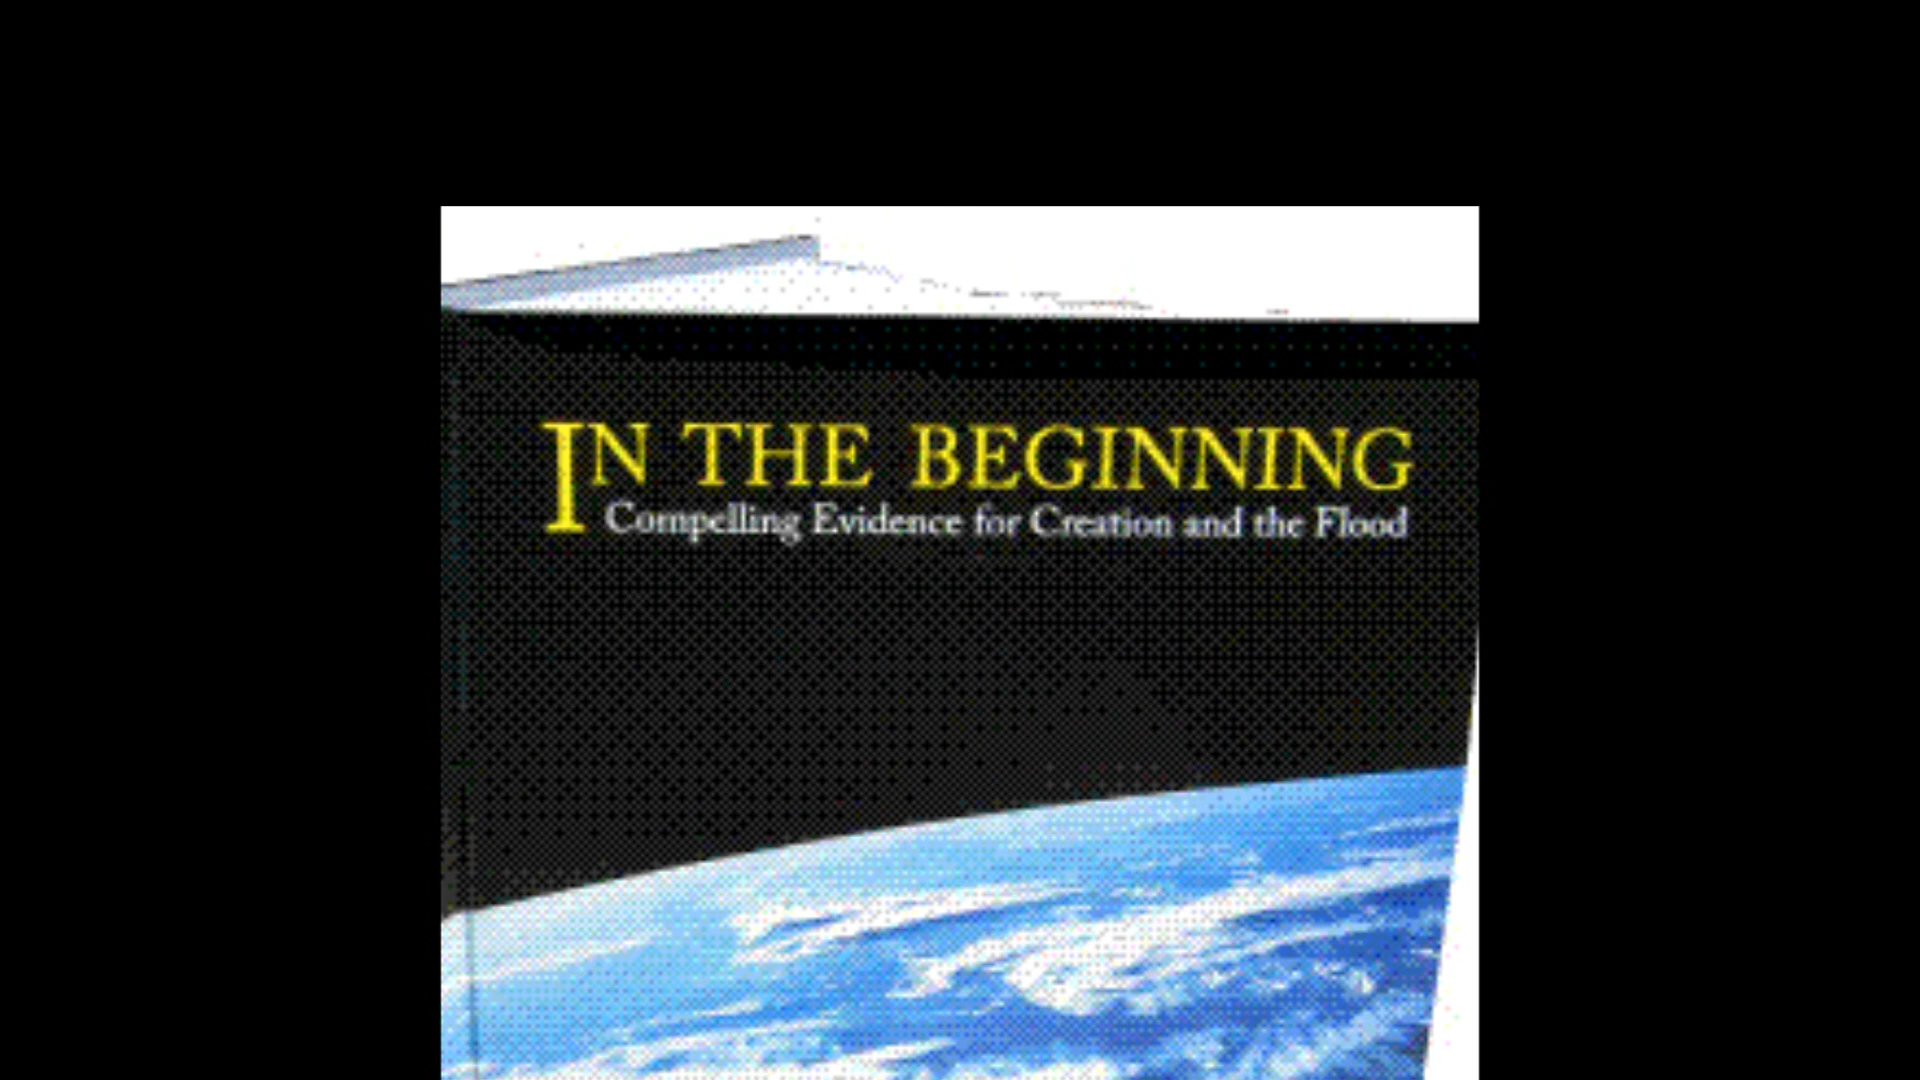 IN THE BEGINNING
Compelling Evidence for Creation and the Flood